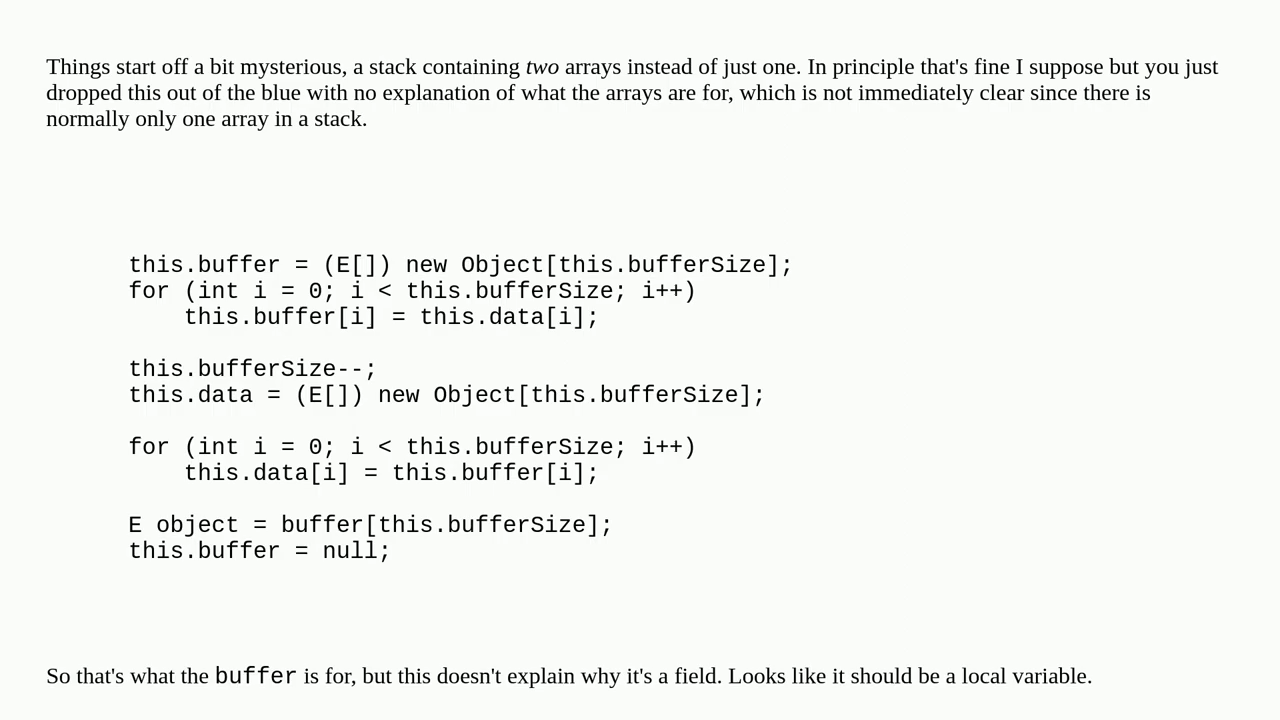 Things start off a bit mysterious, a stack containing two arrays instead of just one. In principle that's fine I suppose but you just
dropped this out of the blue with no explanation of what the arrays are for, which is not immediately clear since there is
normally only one array in a stack.
this.buffer = (E[]) new Object[this.bufferSize];
for (int i = 0; i < this.bufferSize; i++)
    this.buffer[i] = this.data[i];
this.bufferSize--;
this.data = (E[]) new Object[this.bufferSize];
for (int i = 0; i < this.bufferSize; i++)
    this.data[i] = this.buffer[i];
E object = buffer[this.bufferSize];
this.buffer = null;
So that's what the buffer is for, but this doesn't explain why it's a field. Looks like it should be a local variable.